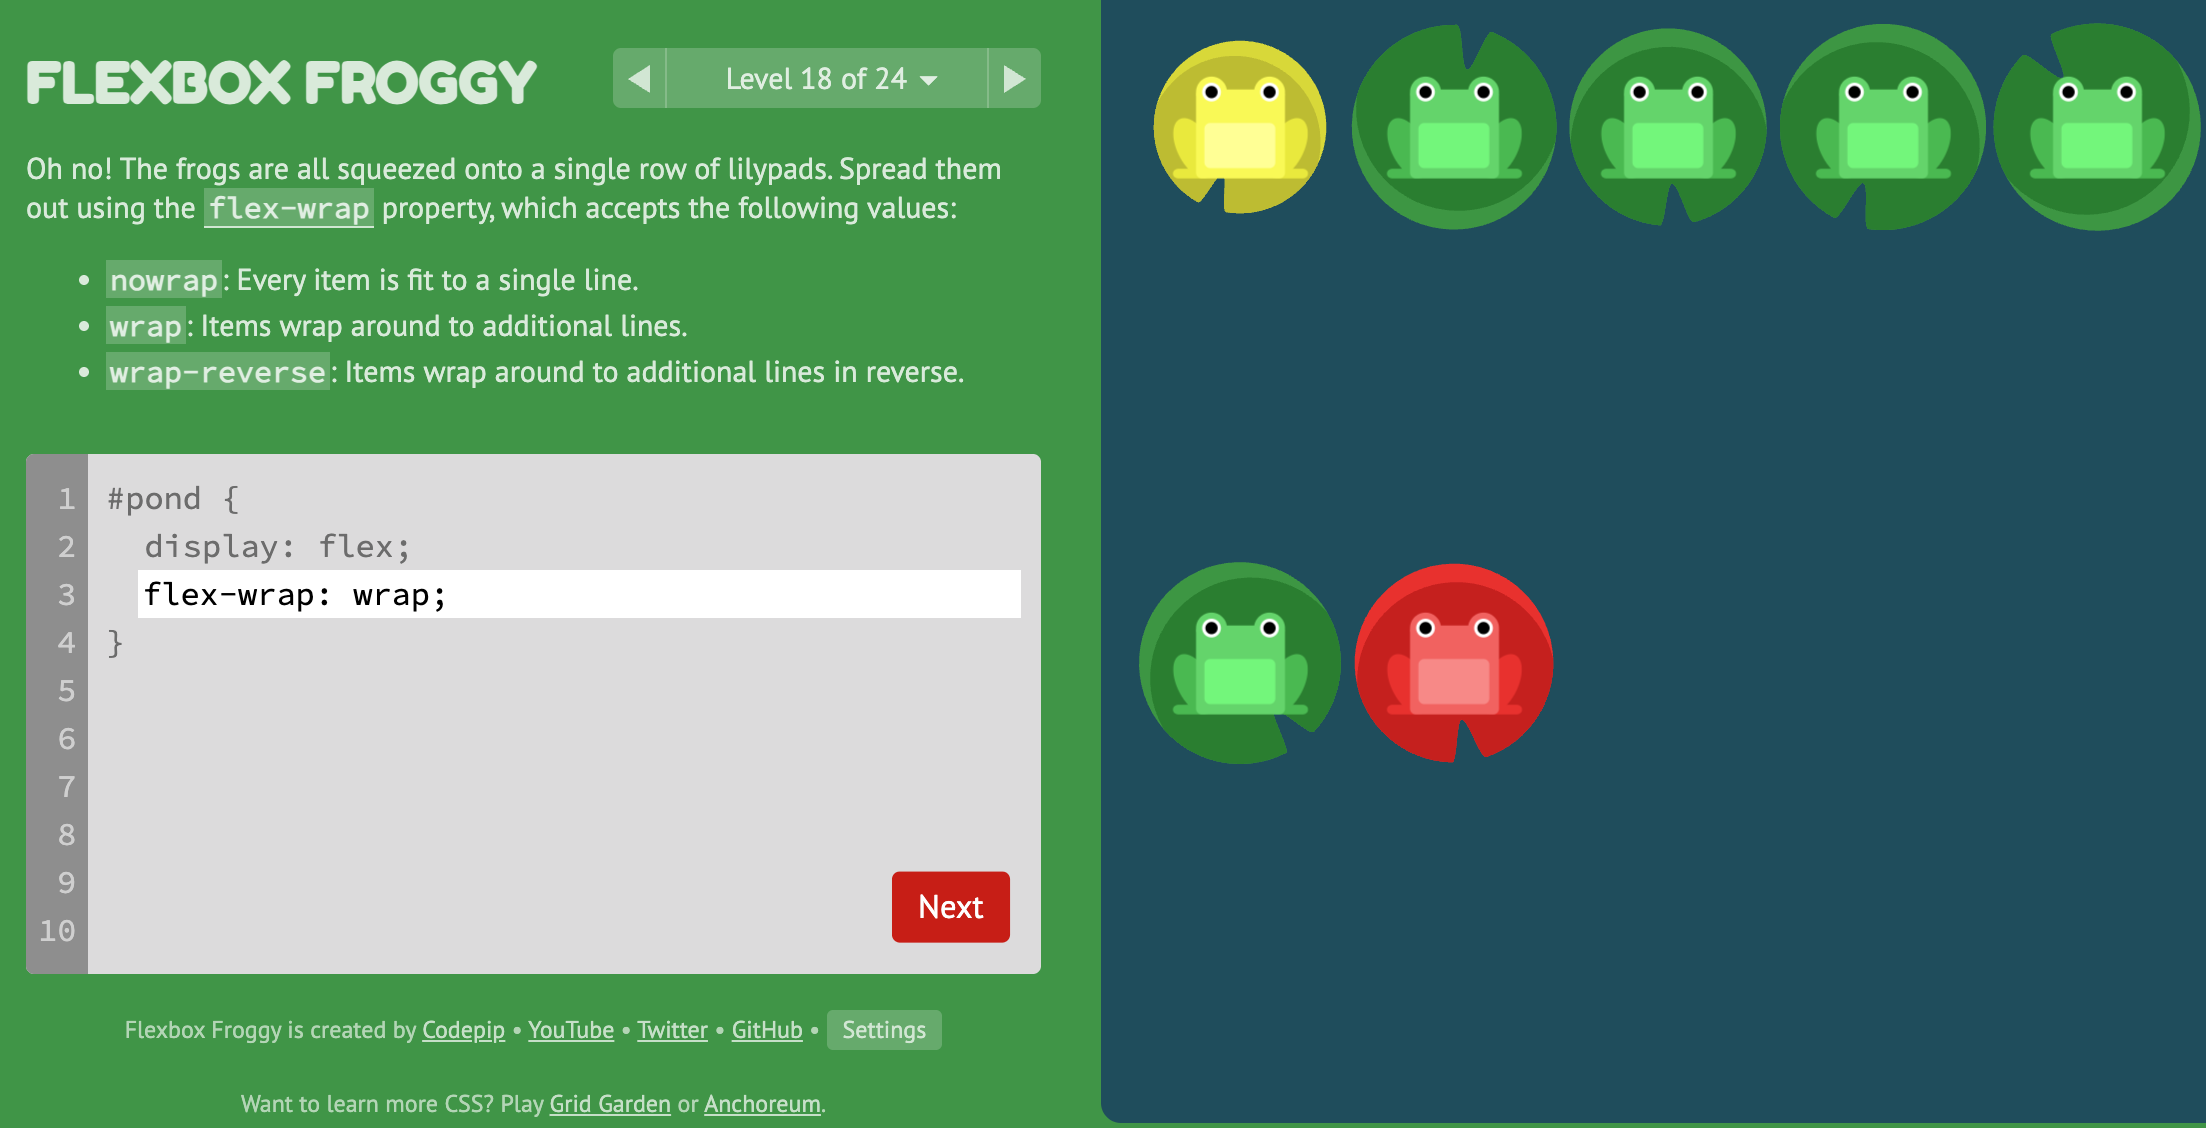 FLEXBOX FROGGY
Level 18 of 24
Oh no! The frogs are all squeezed onto a single row of lilypads. Spread them
out using the flex-wrap property, which accepts the following values:
• nowrap: Every item is fit to a single line.
• wrap: Items wrap around to additional lines.
• wrap-reverse: Items wrap around to additional lines in reverse.
1 #pond {
2   display: flex;
3   flex-wrap: wrap;
4 }
5
6
7
8
9
10
Next
Flexbox Froggy is created by Codepip • YouTube • Twitter • GitHub • Settings
Want to learn more CSS? Play Grid Garden or Anchoreum.